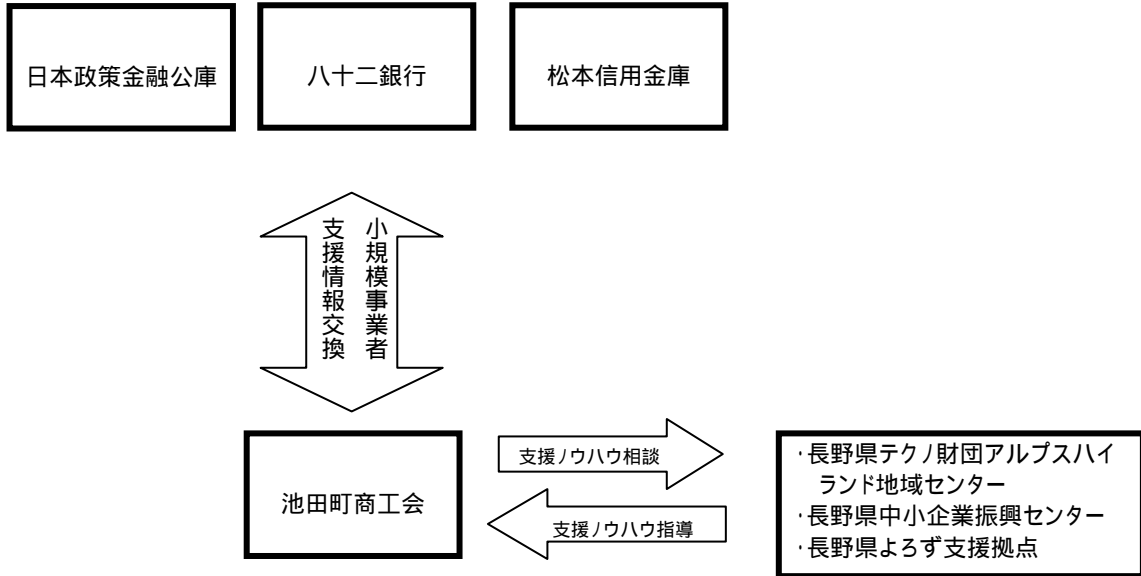 日本政策金融公庫
八十二銀行
松本信用金庫
小規模事業者
支援情報交換
池田町商工会
支援ノウハウ相談
支援ノウハウ指導
・長野県テクノ財団アルプスハイ
ランド地域センター
・長野県中小企業振興センター
・長野県よろず支援拠点